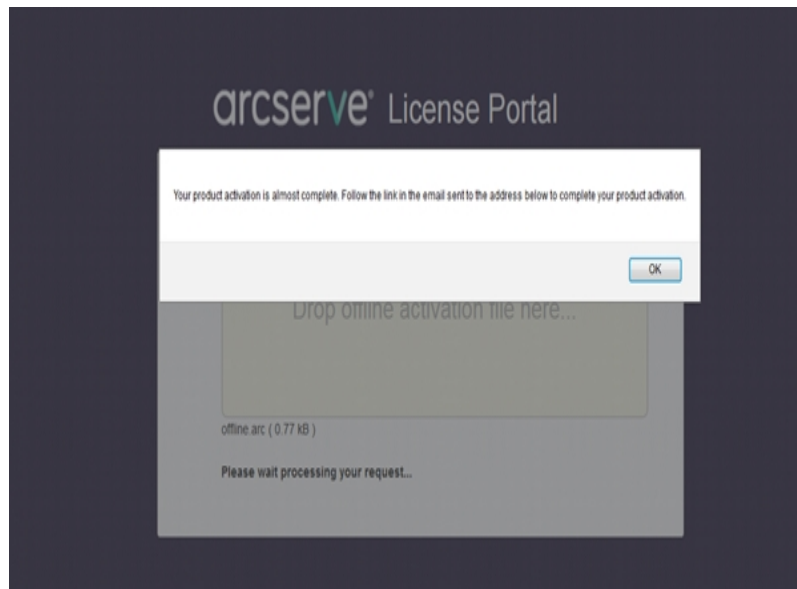 arcserve® License Portal
Your product activation is almost complete. Follow the link in the email sent to the address below to complete your product activation.
OK
Drop offline activation file here...
offline.arc ( 0.77 kB )
Please wait processing your request...